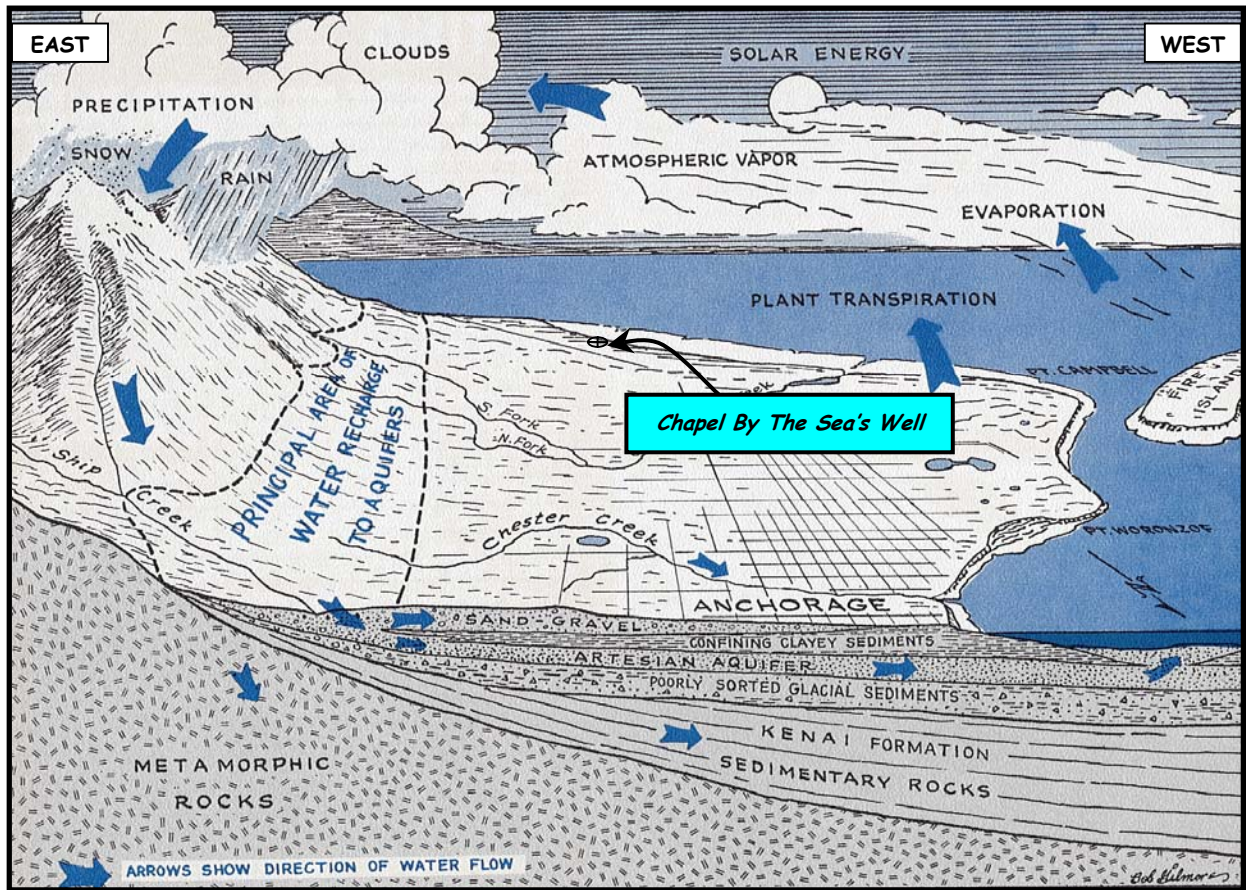 EAST
WEST
CLOUDS
SOLAR ENERGY
PRECIPITATION
SNOW
RAIN
ATMOSPHERIC VAPOR
EVAPORATION
PLANT TRANSPIRATION
PT. CAMPBELL
FIRE
ISLAND
Chapel By The Sea's Well
S. Fork
N. Fork
PRINCIPAL AREA OF
WATER RECHARGE
TO AQUIFERS
Ship
Creek
Chester Creek
PT. WORONZOF
ANCHORAGE
SAND-GRAVEL
CONFINING CLAYEY SEDIMENTS
ARTESIAN AQUIFER
POORLY SORTED GLACIAL SEDIMENTS
KENAI FORMATION
SEDIMENTARY ROCKS
METAMORPHIC
ROCKS
ARROWS SHOW DIRECTION OF WATER FLOW
Bob Gilmore